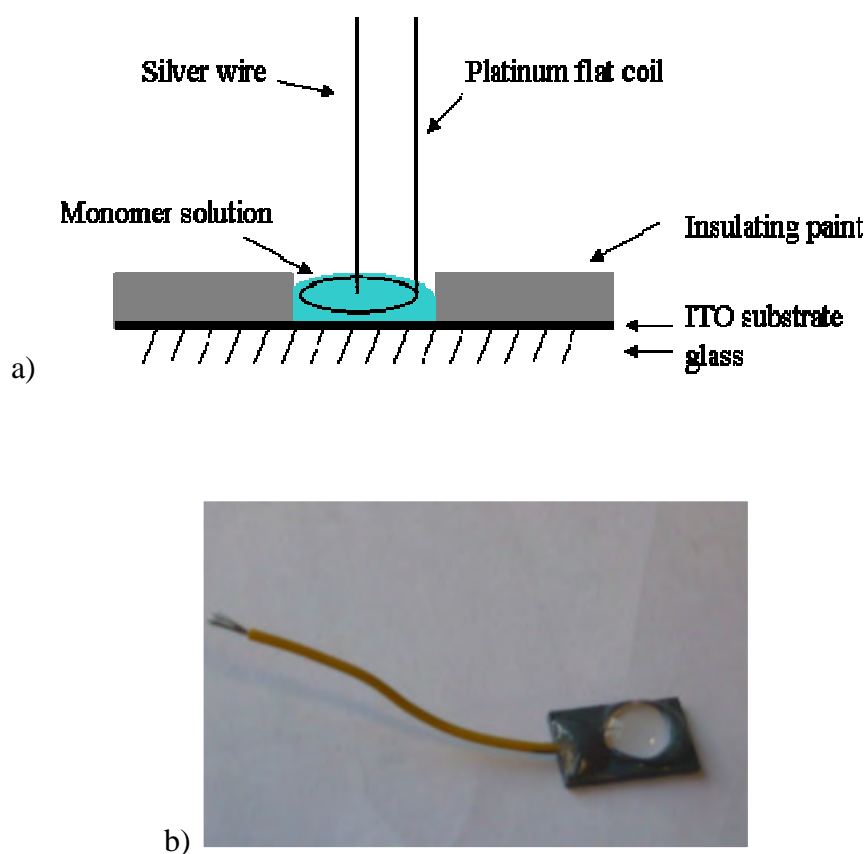 Silver wire
Platinum flat coil
Monomer solution
Insulating paint
ITO substrate
glass
a)
b)